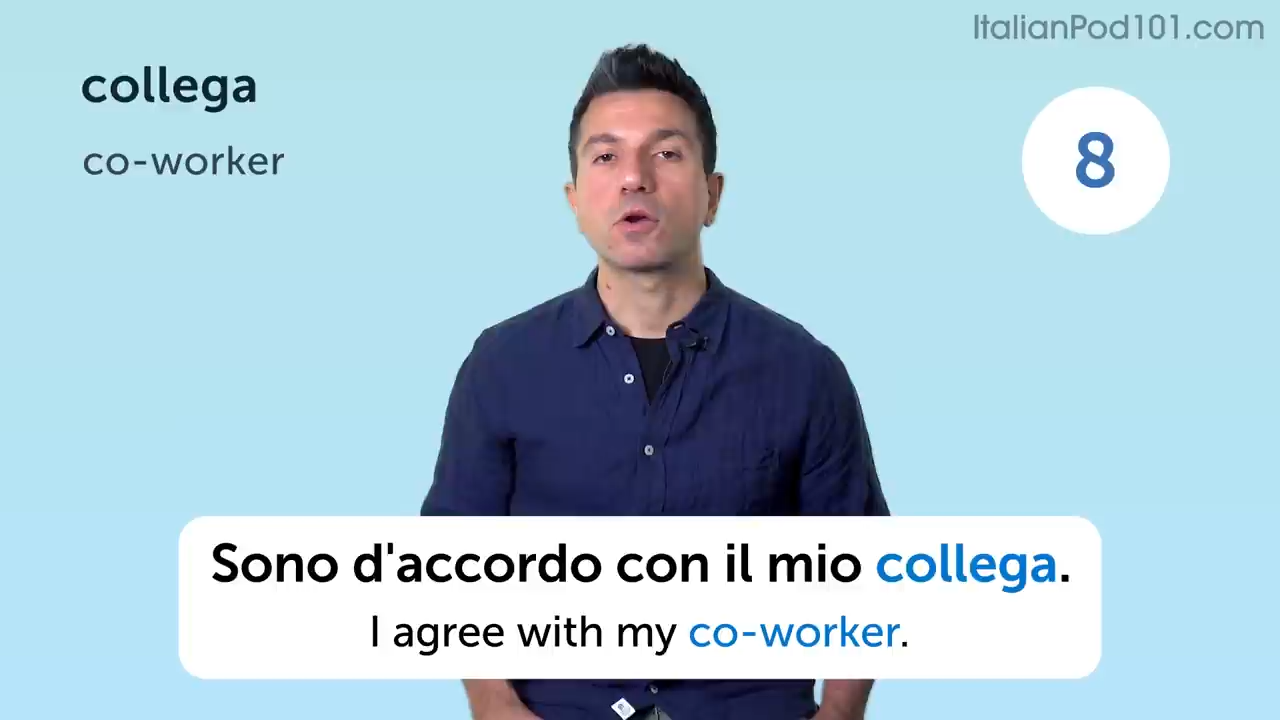 ItalianPod101.com
collega
co-worker
8
Sono d'accordo con il mio collega.
I agree with my co-worker.